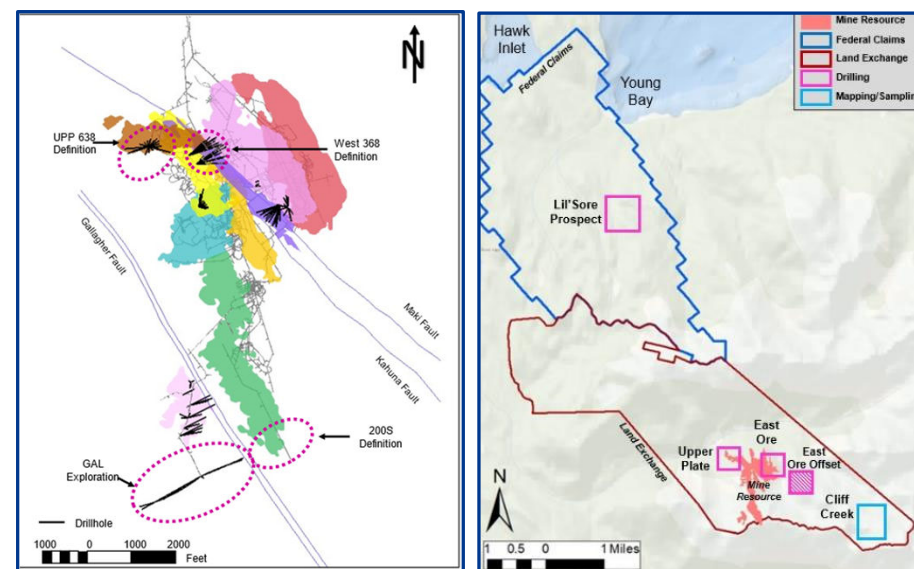 N
UPP 638
Definition
West 368
Definition
Gallagher Fault
Maki Fault
Kahuna Fault
200S
Definition
GAL
Exploration
Drillhole
1000 0 1000 2000
Feet
Mine Resource
Federal Claims
Land Exchange
Drilling
Mapping/Samplin
Hawk
Inlet
Federal Claims
Young
Bay
Lil'Sore
Prospect
Land Exchange
East
Ore
Upper
Plate
East
Ore Offset
Mine
Resource
Cliff
Creek
N
1 0.5 0 1 Miles